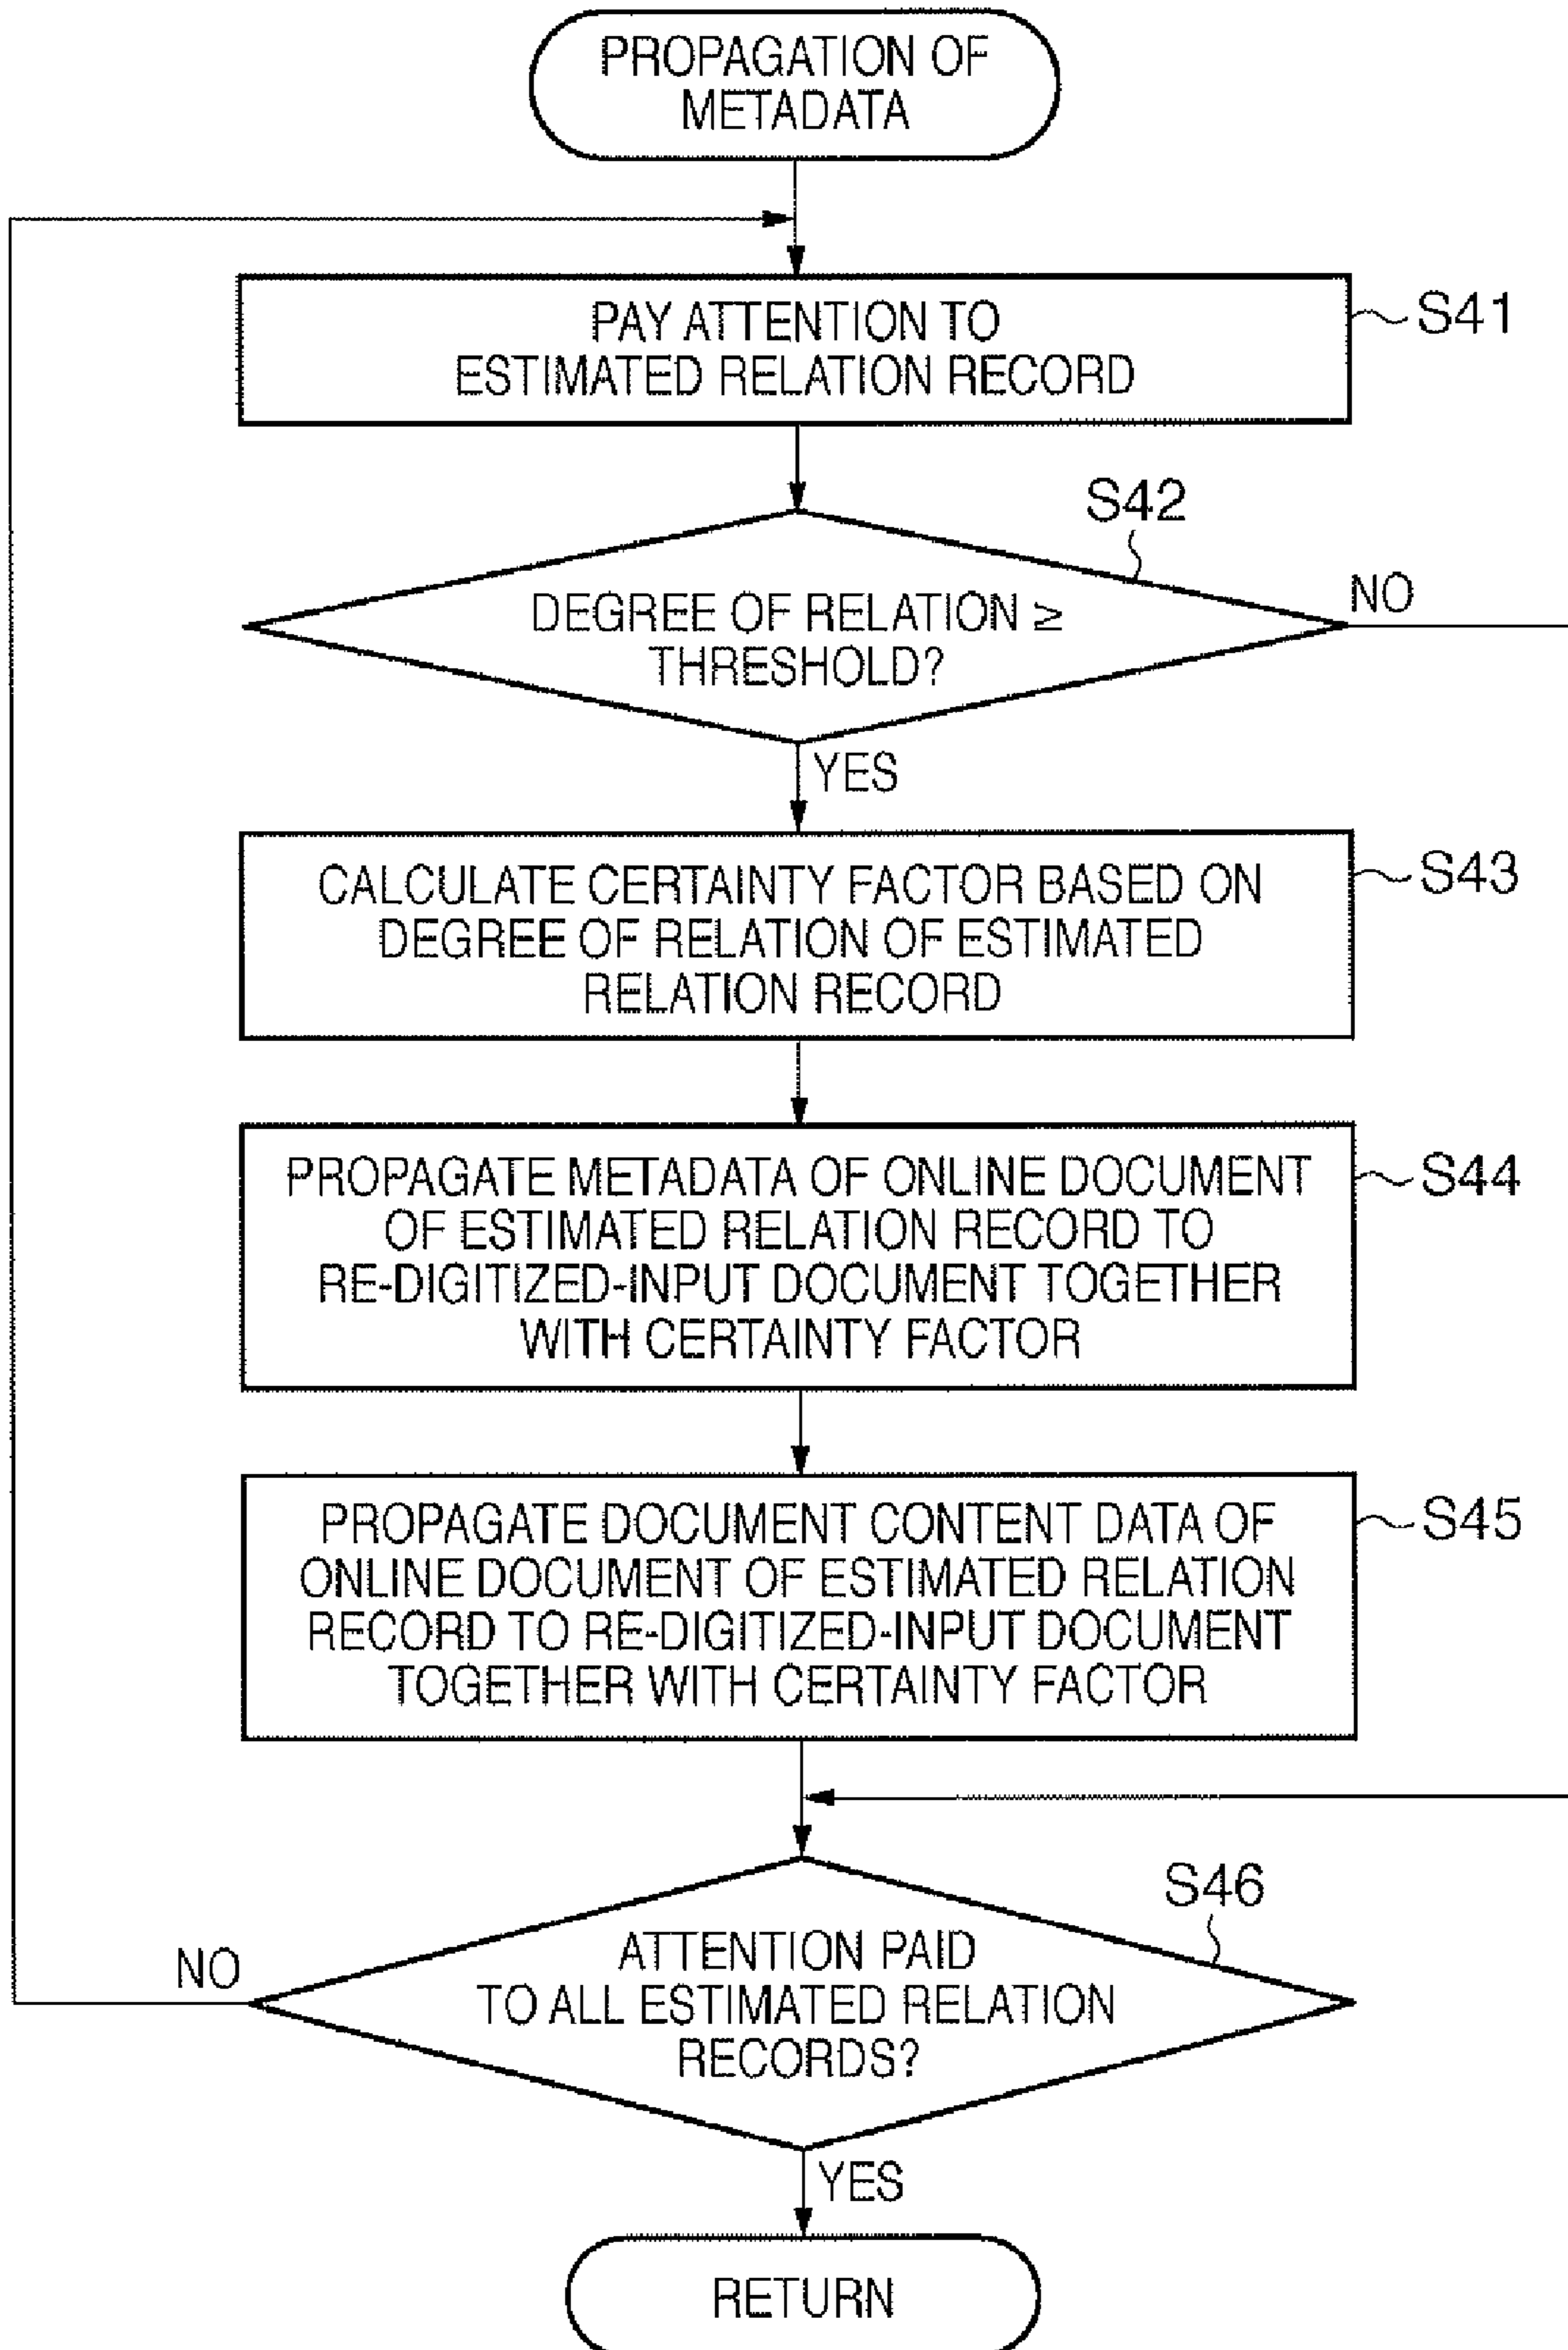 PROPAGATION OF
METADATA
PAY ATTENTION TO
ESTIMATED RELATION RECORD
S41
S42
DEGREE OF RELATION ≥
THRESHOLD?
NO
YES
CALCULATE CERTAINTY FACTOR BASED ON
DEGREE OF RELATION OF ESTIMATED
RELATION RECORD
S43
PROPAGATE METADATA OF ONLINE DOCUMENT
OF ESTIMATED RELATION RECORD TO
RE-DIGITIZED-INPUT DOCUMENT TOGETHER
WITH CERTAINTY FACTOR
S44
PROPAGATE DOCUMENT CONTENT DATA OF
ONLINE DOCUMENT OF ESTIMATED RELATION
RECORD TO RE-DIGITIZED-INPUT DOCUMENT
TOGETHER WITH CERTAINTY FACTOR
S45
S46
ATTENTION PAID
TO ALL ESTIMATED RELATION
RECORDS?
NO
YES
RETURN